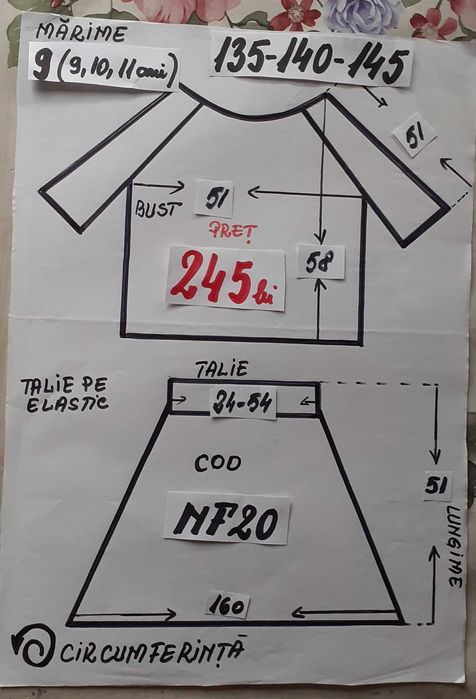 MĂRIME
9 (9, 10, 11 ani)
135-140-145
51
BUST
51
PREȚ
245 lei
58
TALIE
TALIE PE
ELASTIC
24-54
COD
NF20
51
LUNGIME
160
CIRCUMFERINȚĂ